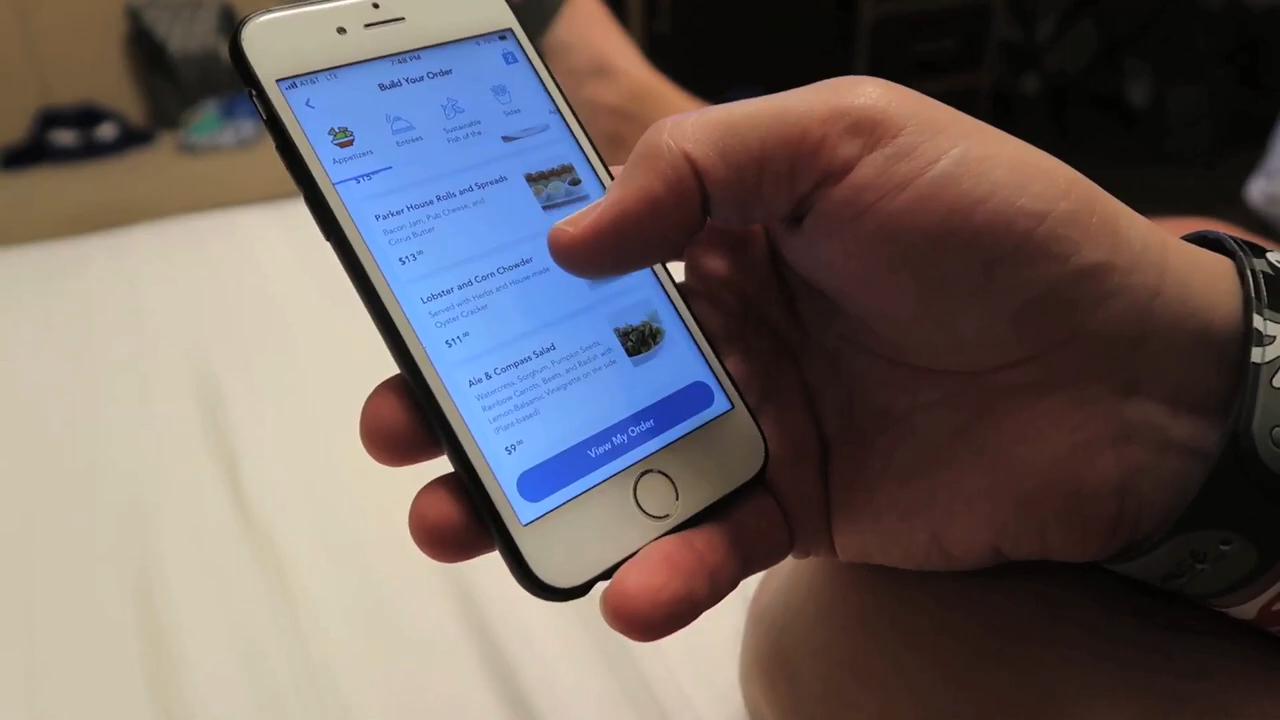 AT&T LTE
7:48 PM
Build Your Order
2
Appetizers
Entrées
Sustainable
Fish of the
Sides
$15
Parker House Rolls and Spreads
Bacon Jam, Pub Cheese, and
Citrus Butter
$13.00
Lobster and Corn Chowder
Served with Herbs and House-made
Oyster Cracker
$11.00
Ale & Compass Salad
Watercress, Sorghum, Pumpkin Seeds,
Rainbow Carrots, Beets, and Radish with
Lemon-Balsamic Vinaigrette on the side
(Plant-based)
$9.00
View My Order